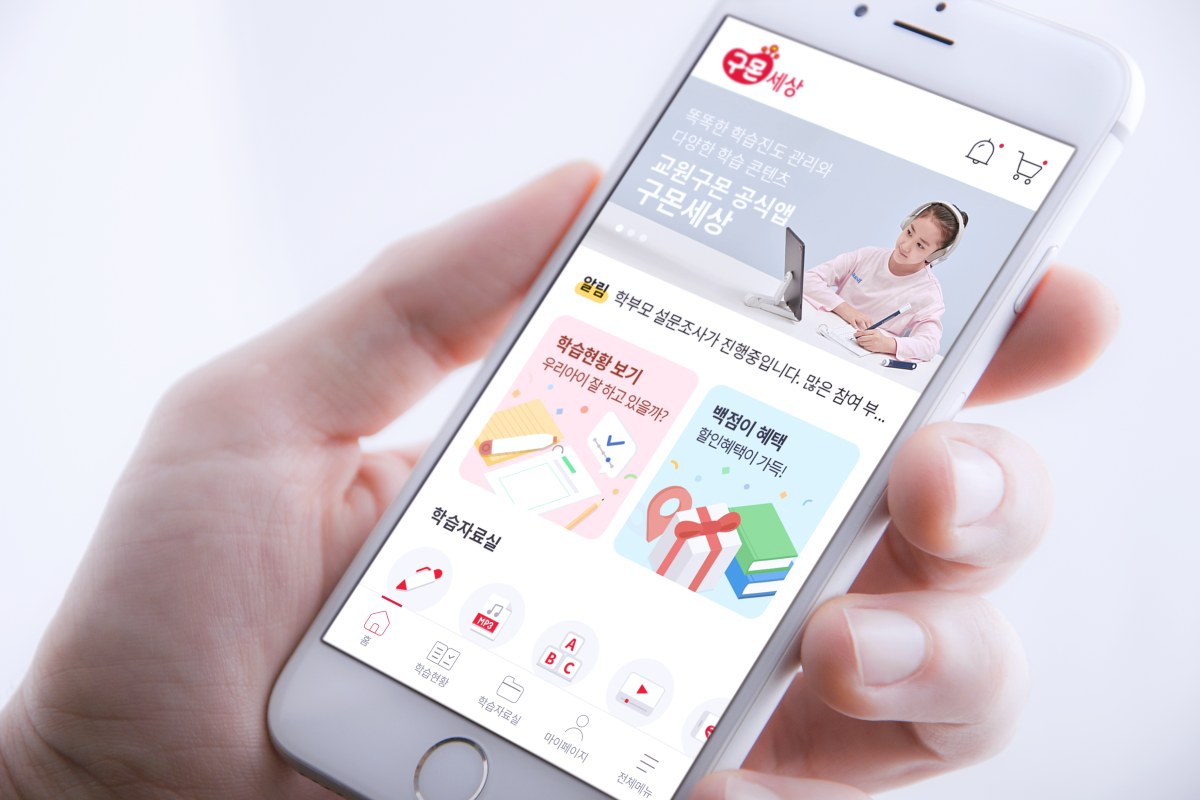 구몬세상
똑똑한 학습진도 관리와
다양한 학습 콘텐츠
교원구몬 공식앱
구몬세상
알림 학부모 설문조사가 진행중입니다. 많은 참여 부...
학습현황 보기
우리아이 잘 하고 있을까?
백점이 혜택
할인혜택이 가득!
학습자료실
MP3
A
B C
홈
학습현황
학습자료실
마이페이지
전체메뉴